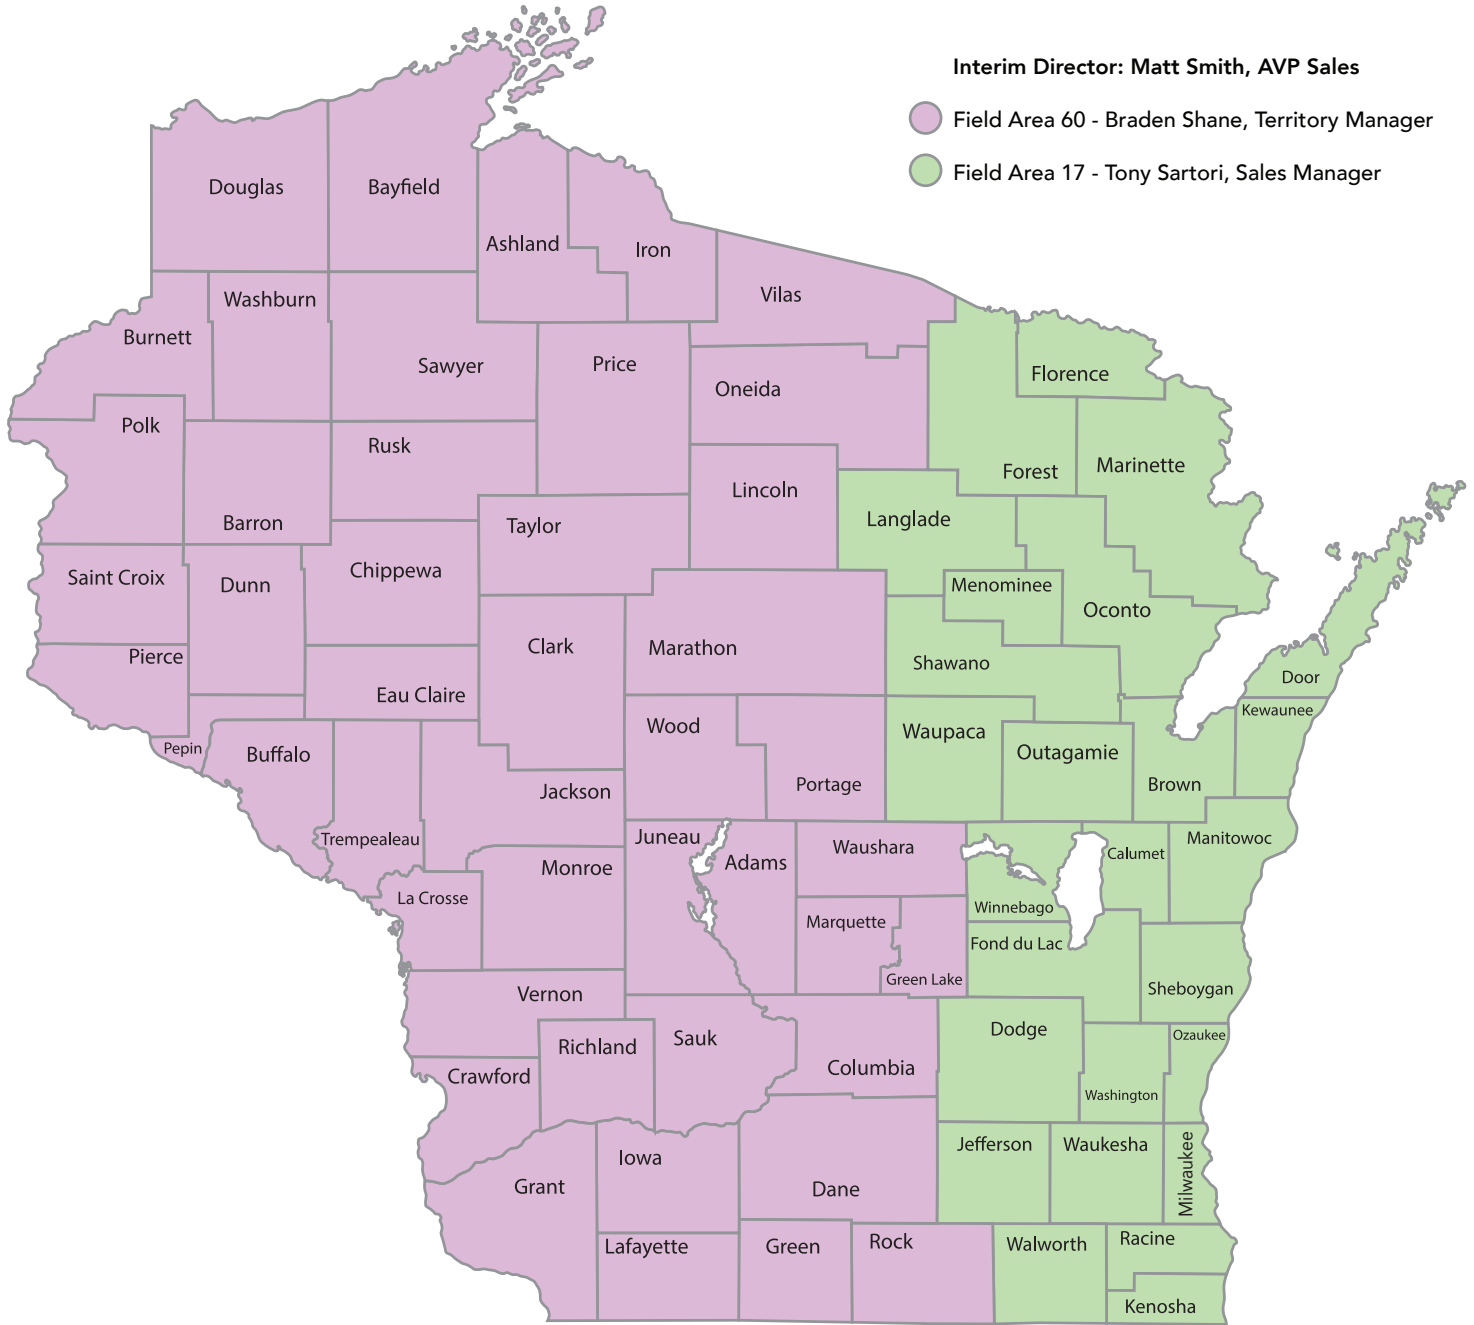 Interim Director: Matt Smith, AVP Sales
Field Area 60 - Braden Shane, Territory Manager
Field Area 17 - Tony Sartori, Sales Manager
Douglas
Bayfield
Ashland
Iron
Vilas
Washburn
Burnett
Sawyer
Price
Oneida
Florence
Polk
Rusk
Forest
Marinette
Lincoln
Barron
Taylor
Langlade
Saint Croix
Dunn
Chippewa
Menominee
Oconto
Pierce
Clark
Marathon
Shawano
Door
Eau Claire
Kewaunee
Pepin
Buffalo
Wood
Waupaca
Outagamie
Portage
Brown
Jackson
Trempealeau
Juneau
Adams
Waushara
Calumet
Manitowoc
Monroe
La Crosse
Marquette
Winnebago
Fond du Lac
Green Lake
Sheboygan
Vernon
Richland
Sauk
Dodge
Ozaukee
Crawford
Columbia
Washington
Iowa
Jefferson
Waukesha
Milwaukee
Grant
Dane
Lafayette
Green
Rock
Walworth
Racine
Kenosha